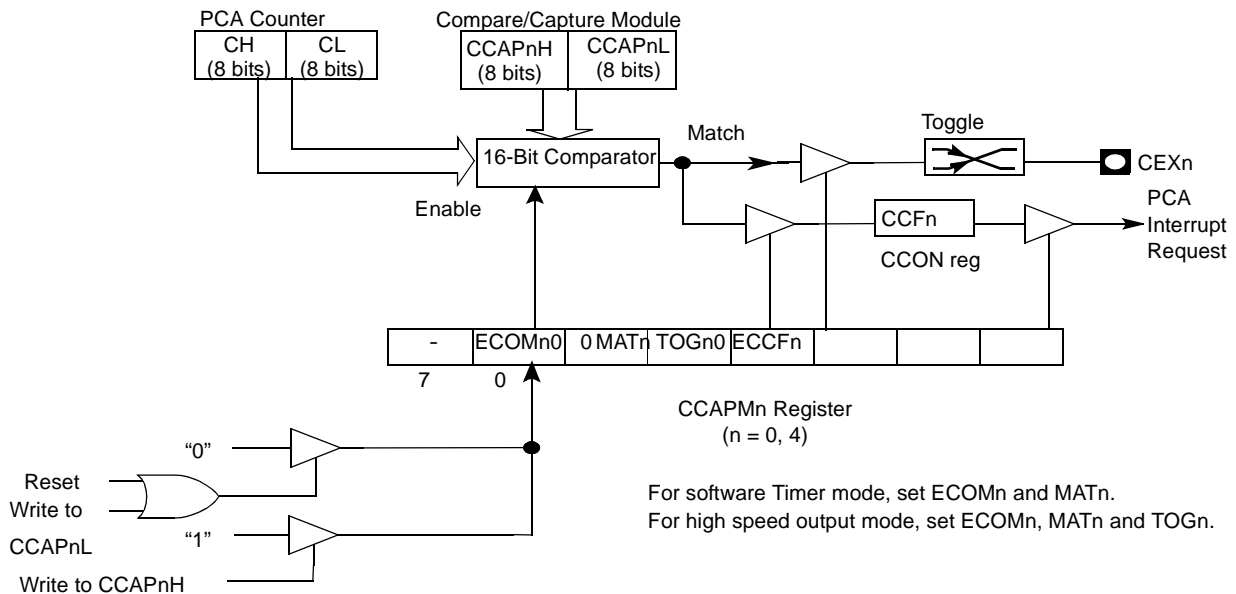 PCA Counter
CH
(8 bits)
CL
(8 bits)
Compare/Capture Module
CCAPnH
(8 bits)
CCAPnL
(8 bits)
16-Bit Comparator
Match
Toggle
CEXn
Enable
CCFn
CCON reg
PCA
Interrupt
Request
- ECOMn0 0 MATn TOGn0 ECCFn
7 0
CCAPMn Register
(n = 0, 4)
“0”
Reset
Write to
CCAPnL
“1”
Write to CCAPnH
For software Timer mode, set ECOMn and MATn.
For high speed output mode, set ECOMn, MATn and TOGn.